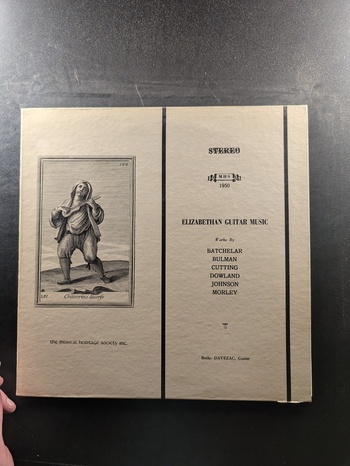 STEREO
MHS
1950
ELIZABETHAN GUITAR MUSIC
Works By
BATCHELAR
BULMAN
CUTTING
DOWLAND
JOHNSON
MORLEY
the musical heritage society inc.
Betho DAVEZAC, Guitar